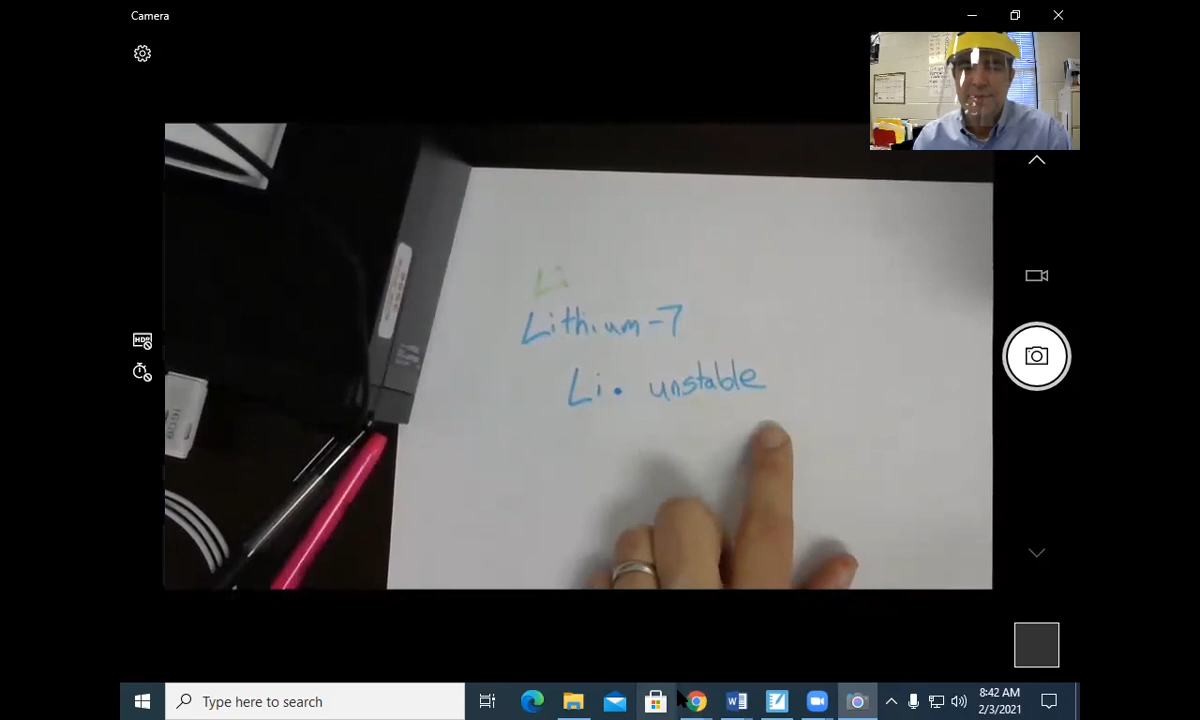 Camera
Li
Lithium-7
Li• unstable
Type here to search
8:42 AM
2/3/2021